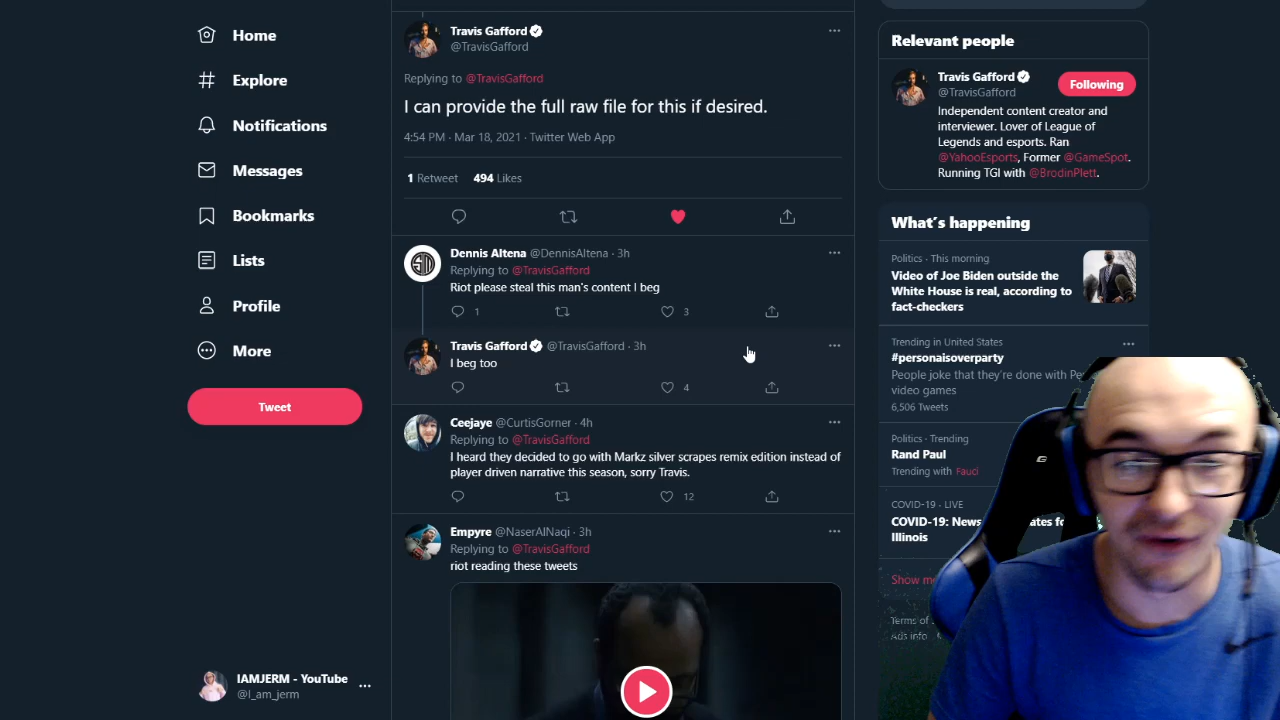 Home
Explore
Notifications
Messages
Bookmarks
Lists
Profile
More
Tweet
IAMJERM - YouTube
@I_am_jerm
Travis Gafford
@TravisGafford
Replying to @TravisGafford
I can provide the full raw file for this if desired.
4:54 PM · Mar 18, 2021 · Twitter Web App
1 Retweet 494 Likes
Dennis Altena @DennisAltena · 3h
Replying to @TravisGafford
Riot please steal this man's content I beg
1 3
Travis Gafford @TravisGafford · 3h
I beg too
4
Ceejaye @CurtisGorner · 4h
Replying to @TravisGafford
I heard they decided to go with Markz silver scrapes remix edition instead of
player driven narrative this season, sorry Travis.
12
Empyre @NaserAlNaqi · 3h
Replying to @TravisGafford
riot reading these tweets
Relevant people
Travis Gafford
@TravisGafford
Following
Independent content creator and
interviewer. Lover of League of
Legends and esports. Ran
@YahooEsports, Former @GameSpot.
Running TGI with @BrodinPlett.
What's happening
Politics · This morning
Video of Joe Biden outside the
White House is real, according to
fact-checkers
Trending in United States
#personaisoverparty
People joke that they're done with
video games
6,506 Tweets
Politics · Trending
Rand Paul
Trending with Fauci
COVID-19 · LIVE
COVID-19: News
Illinois
Show
Terms of
Ads info